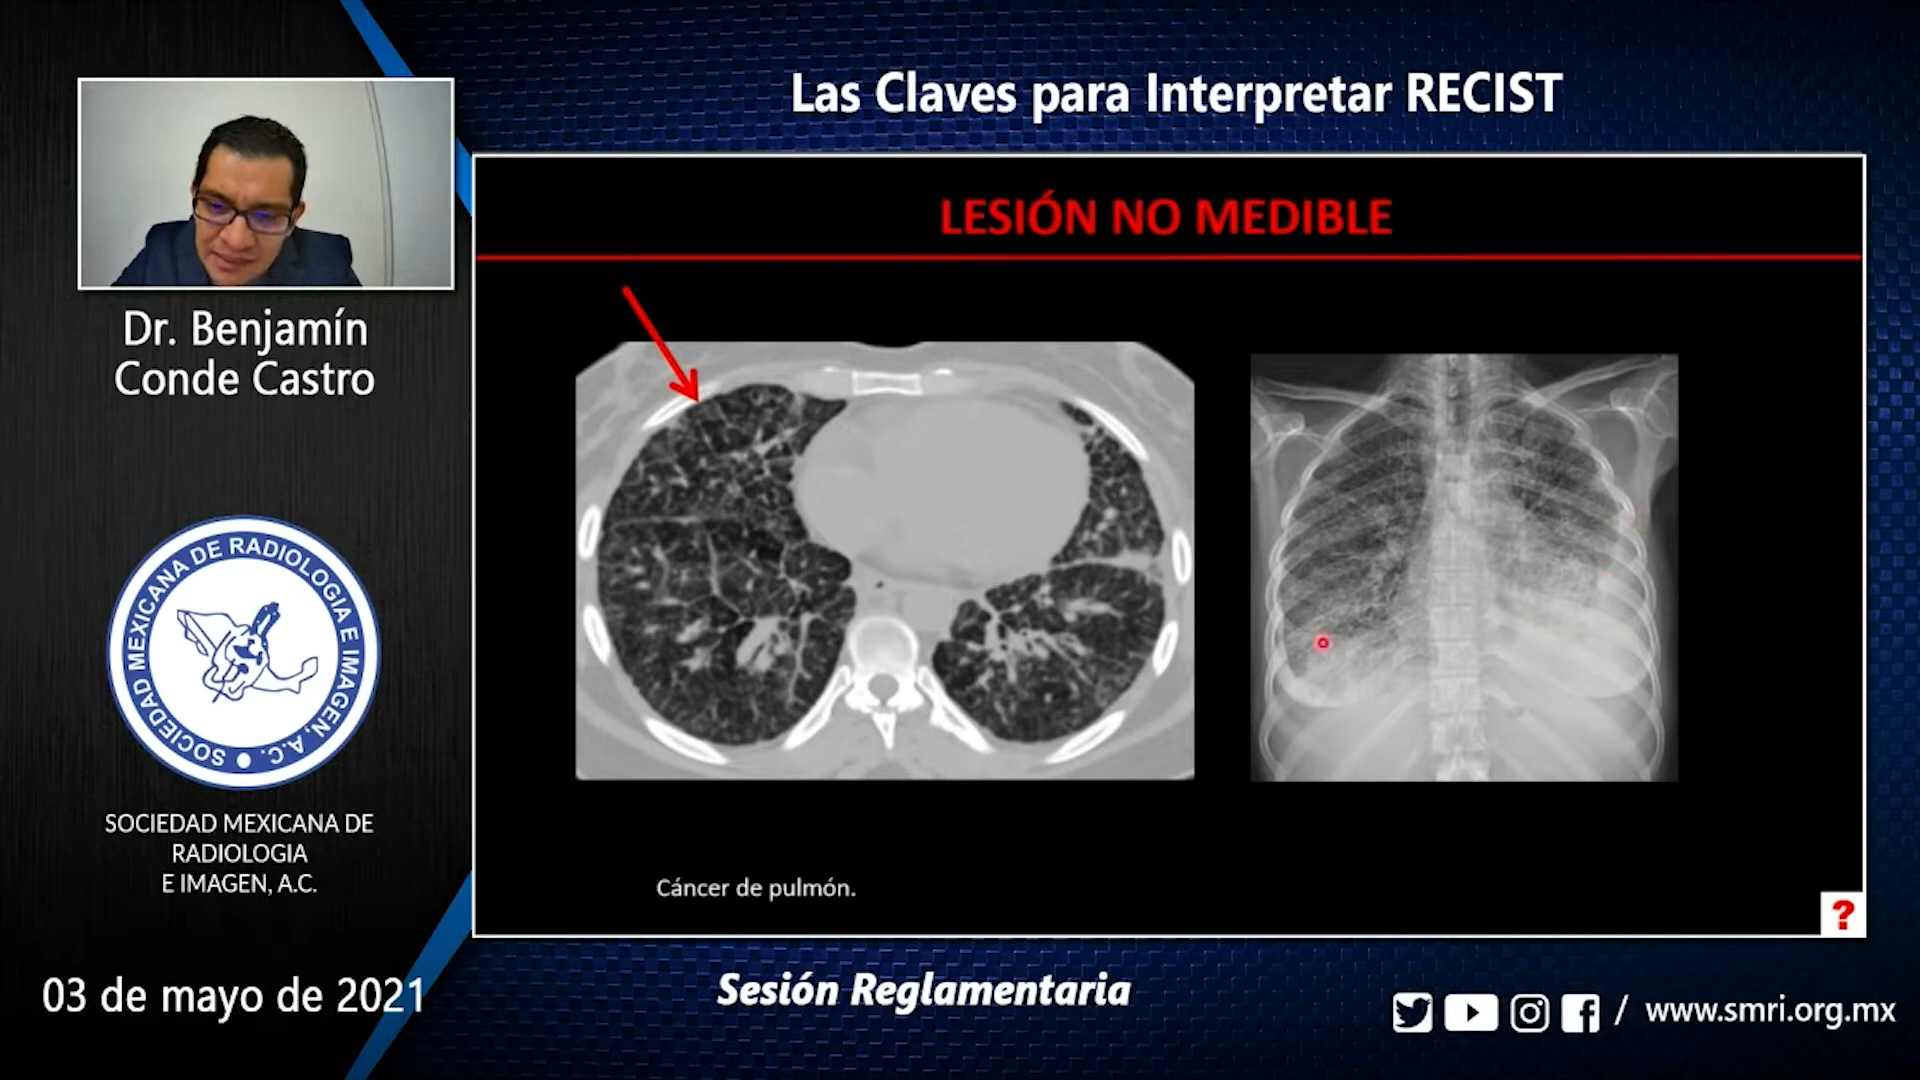 Las Claves para Interpretar RECIST
LESIÓN NO MEDIBLE
Dr. Benjamín
Conde Castro
SOCIEDAD MEXICANA DE RADIOLOGIA E IMAGEN, A.C.
SOCIEDAD MEXICANA DE
RADIOLOGIA
E IMAGEN, A.C.
Cáncer de pulmón.
?
03 de mayo de 2021
Sesión Reglamentaria
/ www.smri.org.mx